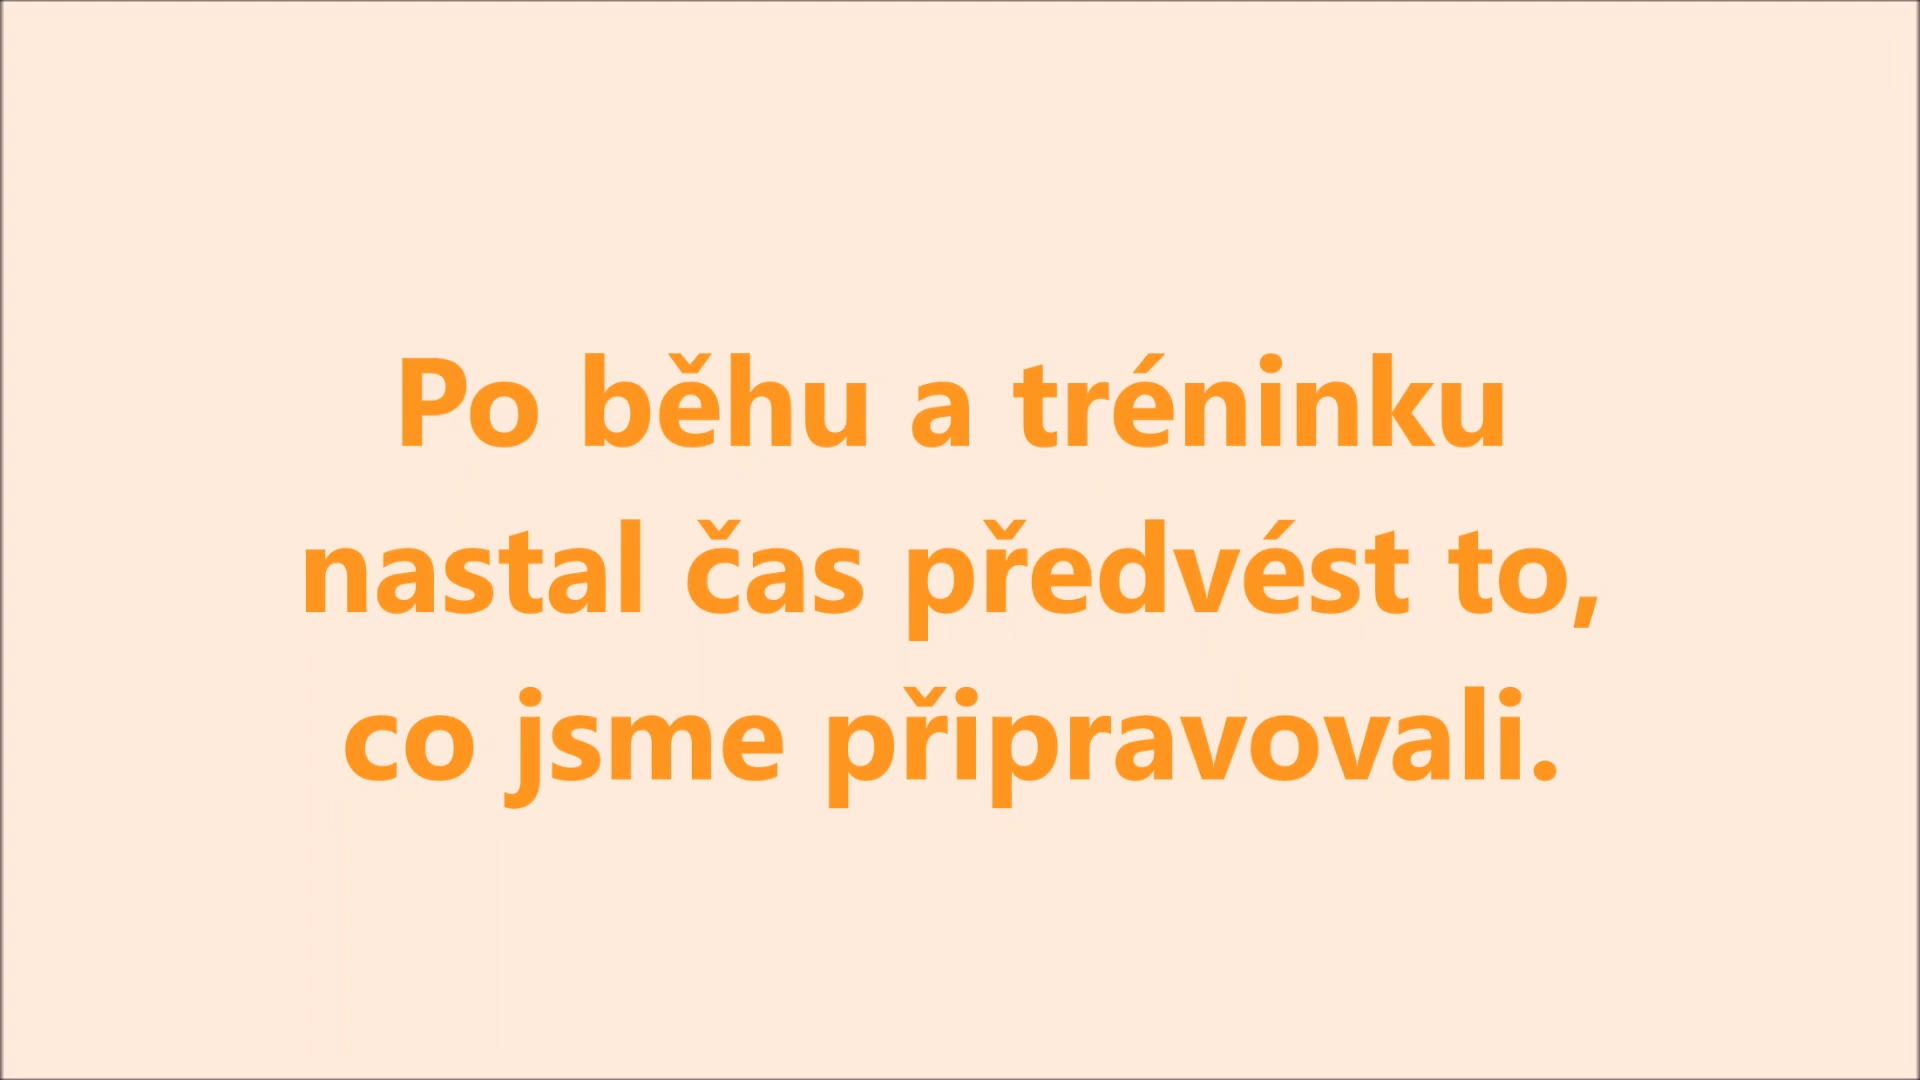 Po běhu a tréninku
nastal čas předvést to,
co jsme připravovali.